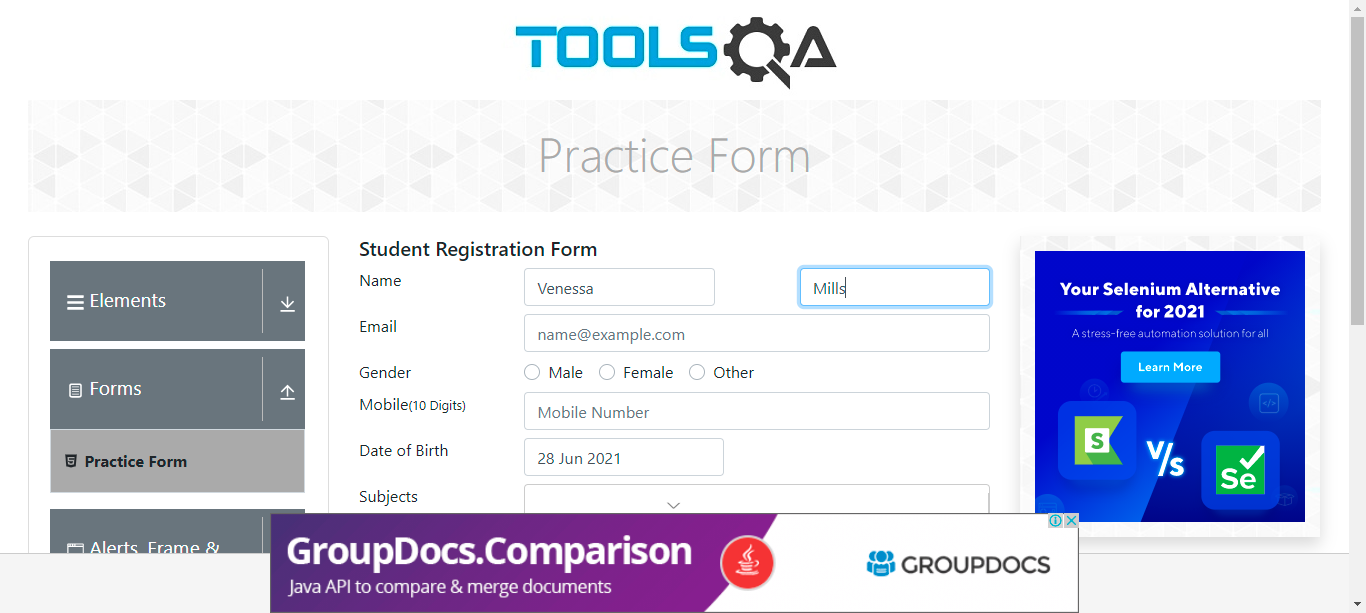 TOOLSQA
Practice Form
Elements
Forms
Practice Form
Alerts, Frame &
Student Registration Form
Name
Venessa
Mills
Email
name@example.com
Gender
Male
Female
Other
Mobile(10 Digits)
Mobile Number
Date of Birth
28 Jun 2021
Subjects
Your Selenium Alternative
for 2021
A stress-free automation solution for all
Learn More
S
V/s
Se
GroupDocs.Comparison
Java API to compare & merge documents
GROUPDOCS